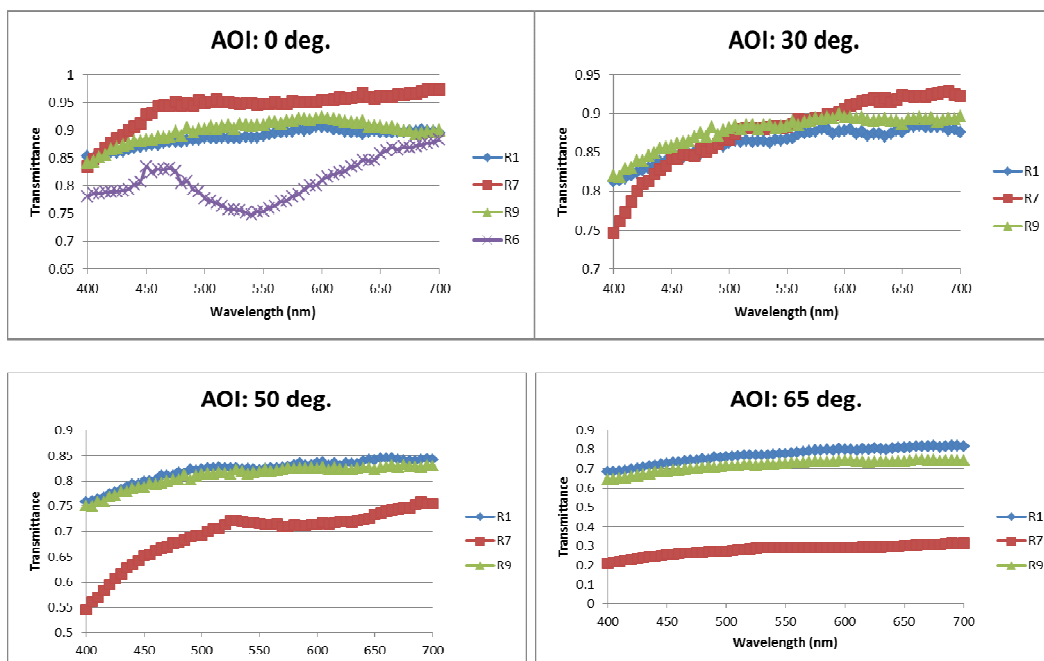 AOI: 0 deg.
Transmittance
1
0.95
0.9
0.85
0.8
0.75
0.7
0.65
400 450 500 550 600 650 700
Wavelength (nm)
R1
R7
R9
R6
AOI: 30 deg.
Transmittance
0.95
0.9
0.85
0.8
0.75
0.7
400 450 500 550 600 650 700
Wavelength (nm)
R1
R7
R9
AOI: 50 deg.
Transmittance
0.9
0.85
0.8
0.75
0.7
0.65
0.6
0.55
0.5
400 450 500 550 600 650 700
R1
R7
R9
AOI: 65 deg.
Transmittance
0.9
0.8
0.7
0.6
0.5
0.4
0.3
0.2
0.1
0
400 450 500 550 600 650 700
Wavelength (nm)
R1
R7
R9